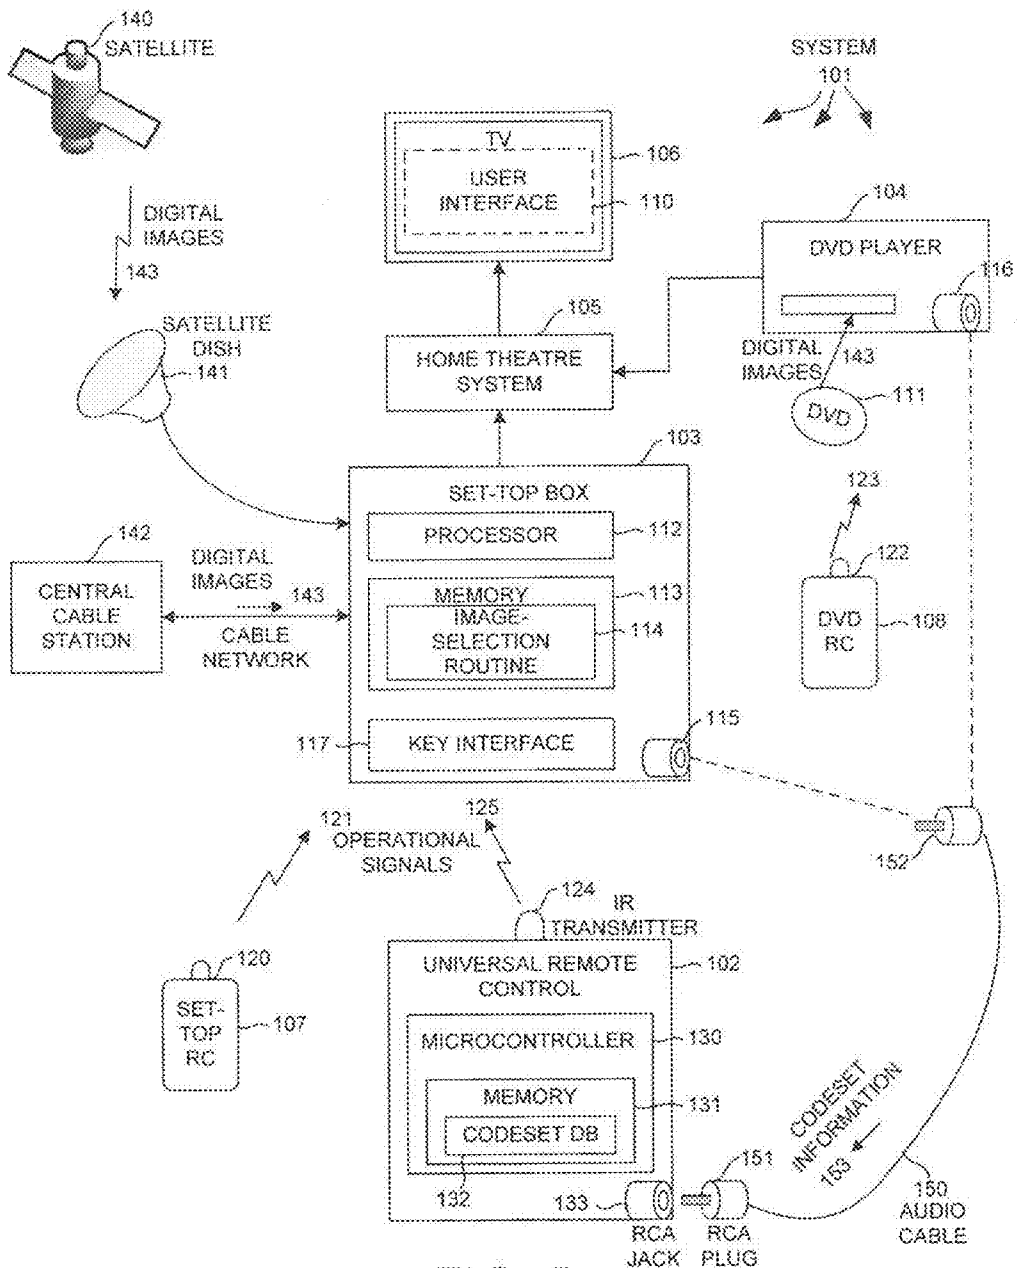 140
SATELLITE
SYSTEM
101
TV
106
USER
INTERFACE
110
DIGITAL
IMAGES
143
104
DVD PLAYER
116
SATELLITE
DISH
141
105
HOME THEATRE
SYSTEM
DIGITAL
IMAGES
143
DVD
111
103
SET-TOP BOX
PROCESSOR
112
MEMORY
113
IMAGE-
SELECTION
ROUTINE
114
117
KEY INTERFACE
115
142
CENTRAL
CABLE
STATION
DIGITAL
IMAGES
143
CABLE
NETWORK
123
122
DVD
RC
108
121
125
OPERATIONAL
SIGNALS
152
124
IR
TRANSMITTER
120
SET-
TOP
RC
107
UNIVERSAL REMOTE
CONTROL
102
MICROCONTROLLER
130
MEMORY
131
CODESET DB
132
133
RCA
JACK
151
RCA
PLUG
CODESET
INFORMATION
153
150
AUDIO
CABLE